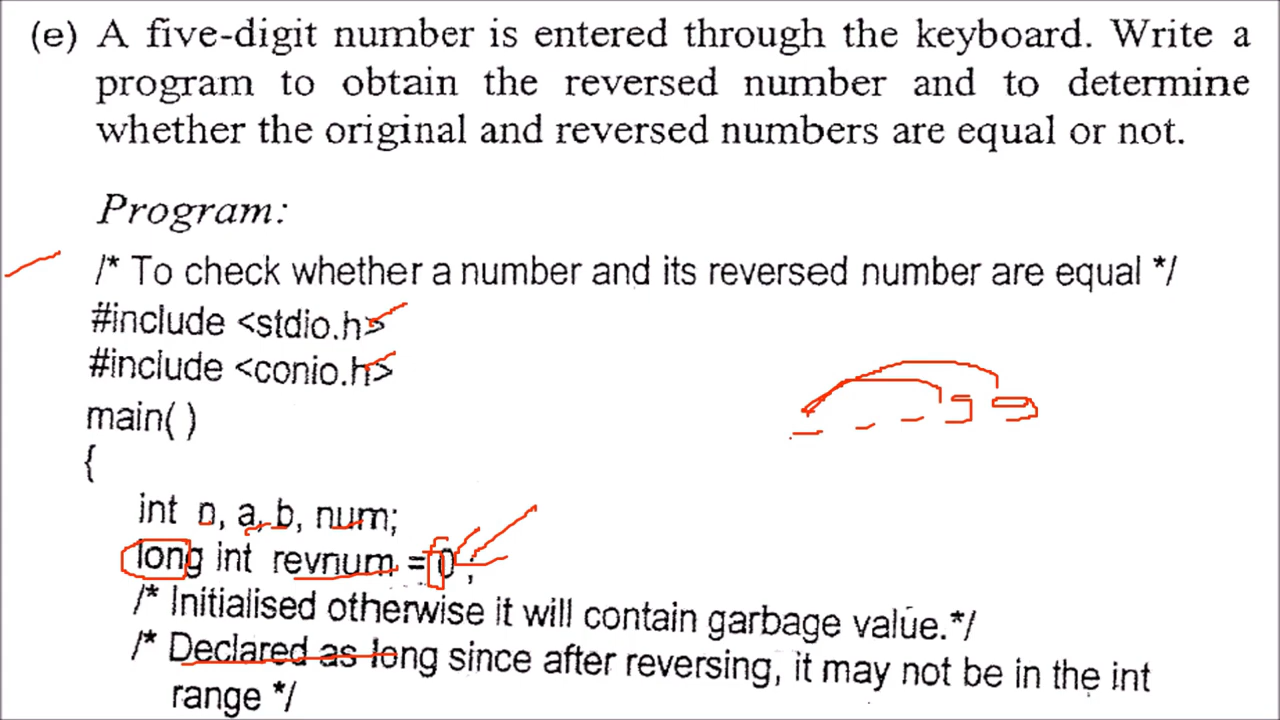 (e) A five-digit number is entered through the keyboard. Write a
program to obtain the reversed number and to determine
whether the original and reversed numbers are equal or not.
Program:
/* To check whether a number and its reversed number are equal */
#include <stdio.h>
#include <conio.h>
main( )
{
int n, a, b, num;
long int revnum = 0 ;
/* Initialised otherwise it will contain garbage value.*/
/* Declared as long since after reversing, it may not be in the int
range */